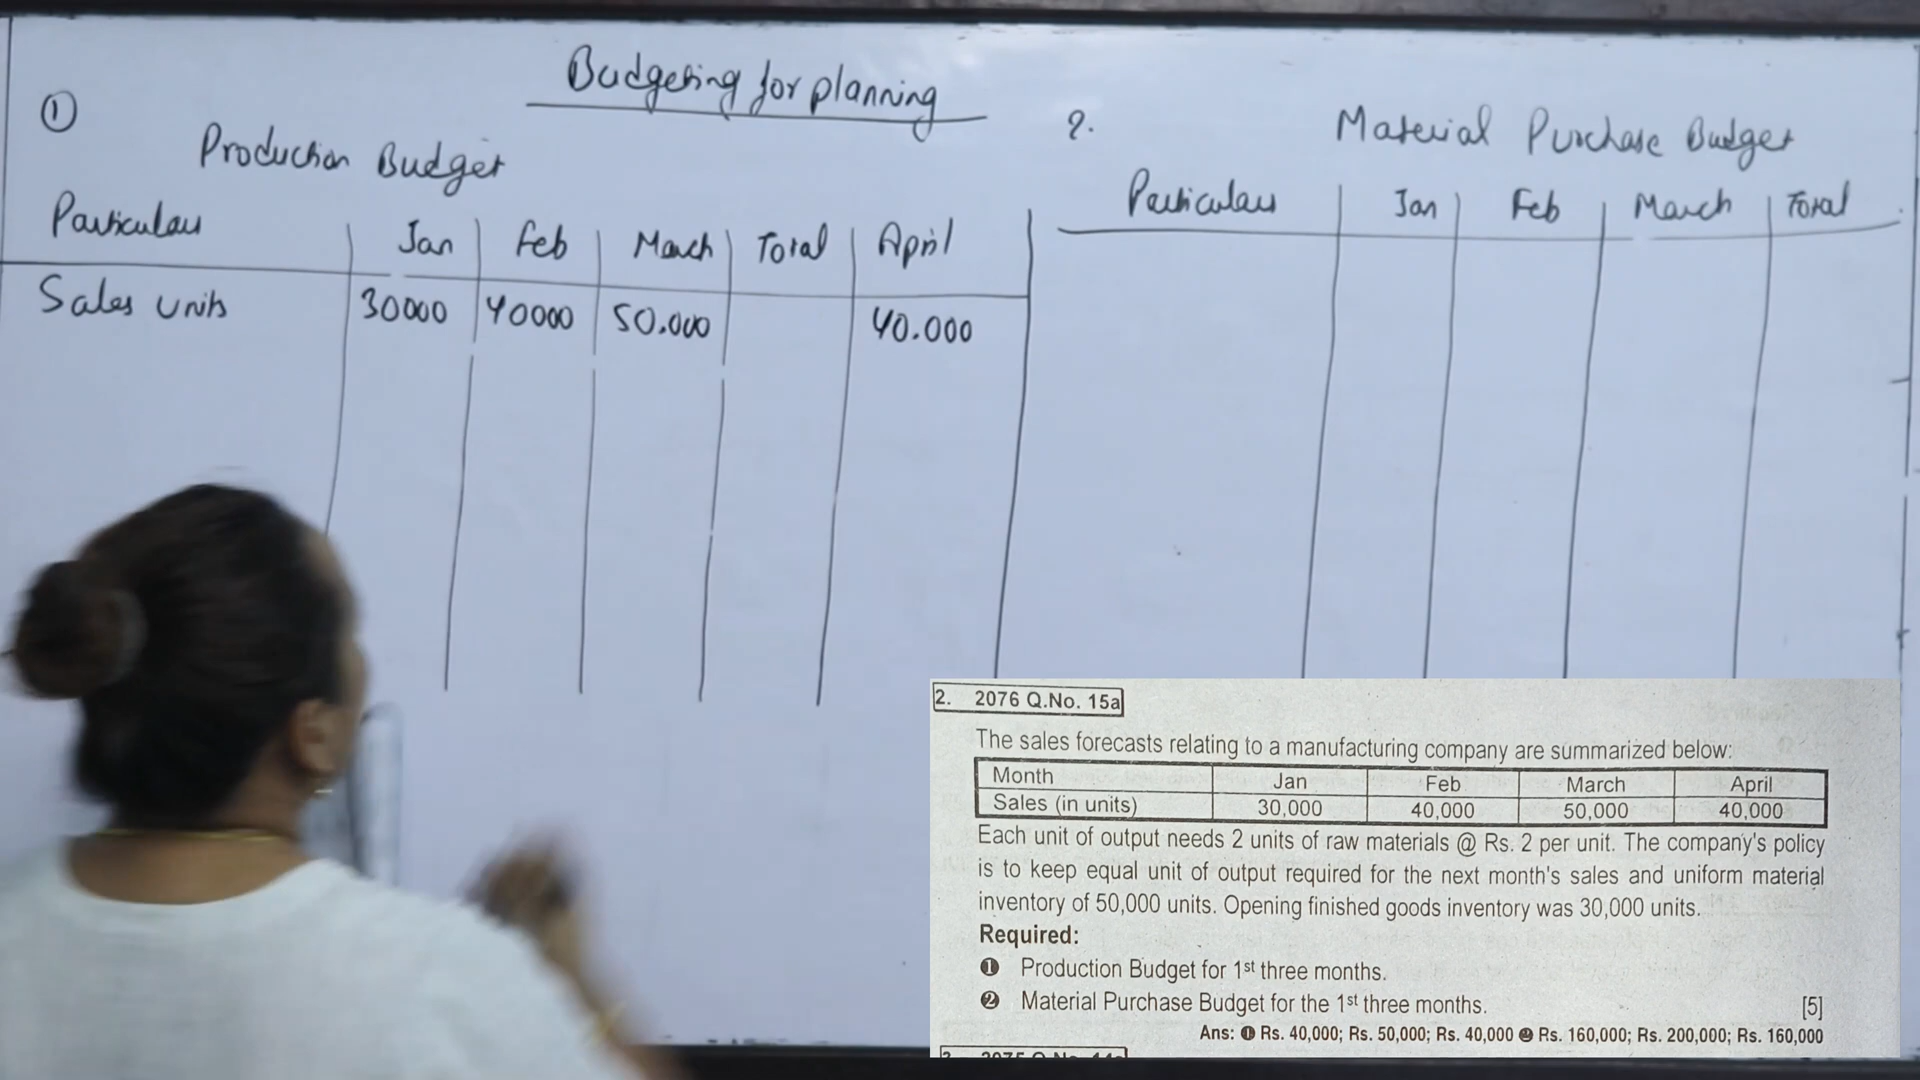 Budgeting for planning
①
Production Budget
Particulars Jan Feb March Total April
Sales units 30000 40000 50.000 40.000
2. Material Purchase Budget
Particulars Jan Feb March Total
2. 2076 Q.No. 15a
The sales forecasts relating to a manufacturing company are summarized below:
Month Jan Feb March April
Sales (in units) 30,000 40,000 50,000 40,000
Each unit of output needs 2 units of raw materials @ Rs. 2 per unit. The company's policy
is to keep equal unit of output required for the next month's sales and uniform material
inventory of 50,000 units. Opening finished goods inventory was 30,000 units.
Required:
❶ Production Budget for 1st three months.
❷ Material Purchase Budget for the 1st three months. [5]
Ans: ❶ Rs. 40,000; Rs. 50,000; Rs. 40,000 ❷ Rs. 160,000; Rs. 200,000; Rs. 160,000